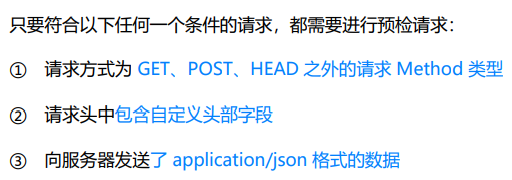 只要符合以下任何一个条件的请求，都需要进行预检请求：
① 请求方式为 GET、POST、HEAD 之外的请求 Method 类型
② 请求头中包含自定义头部字段
③ 向服务器发送了 application/json 格式的数据